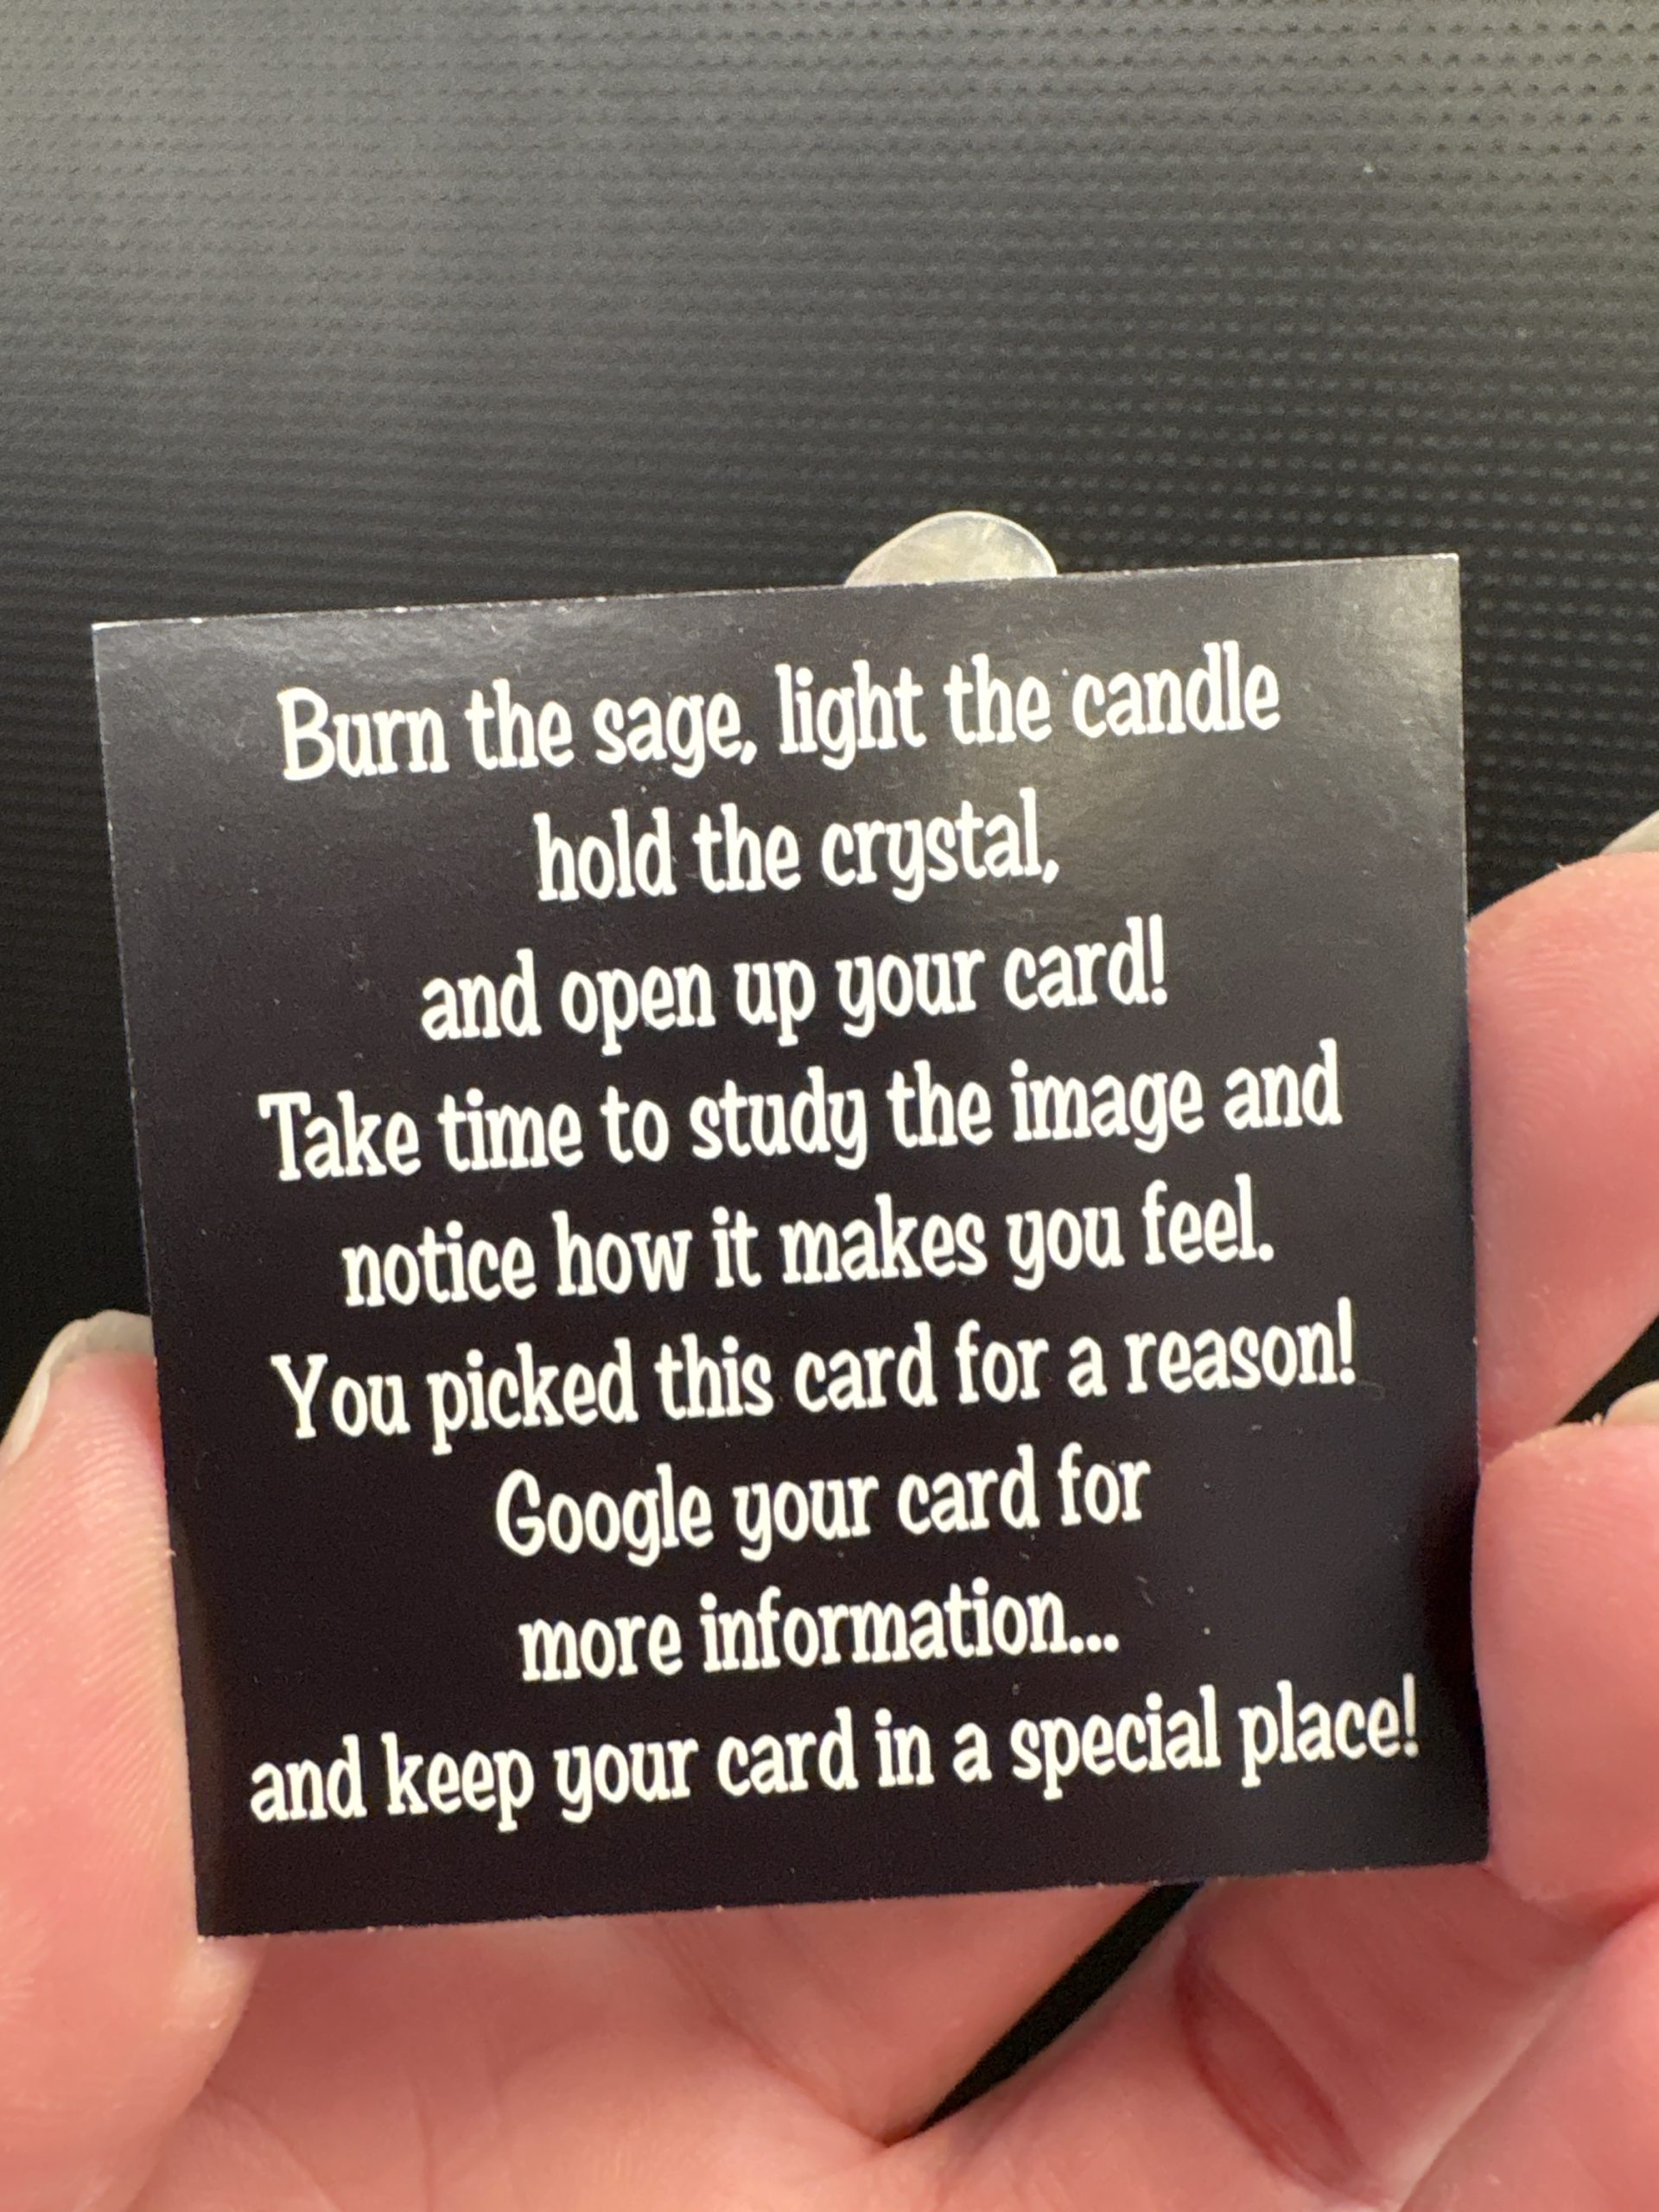 Burn the sage, light the candle
hold the crystal,
and open up your card!
Take time to study the image and
notice how it makes you feel.
You picked this card for a reason!
Google your card for
more information...
and keep your card in a special place!